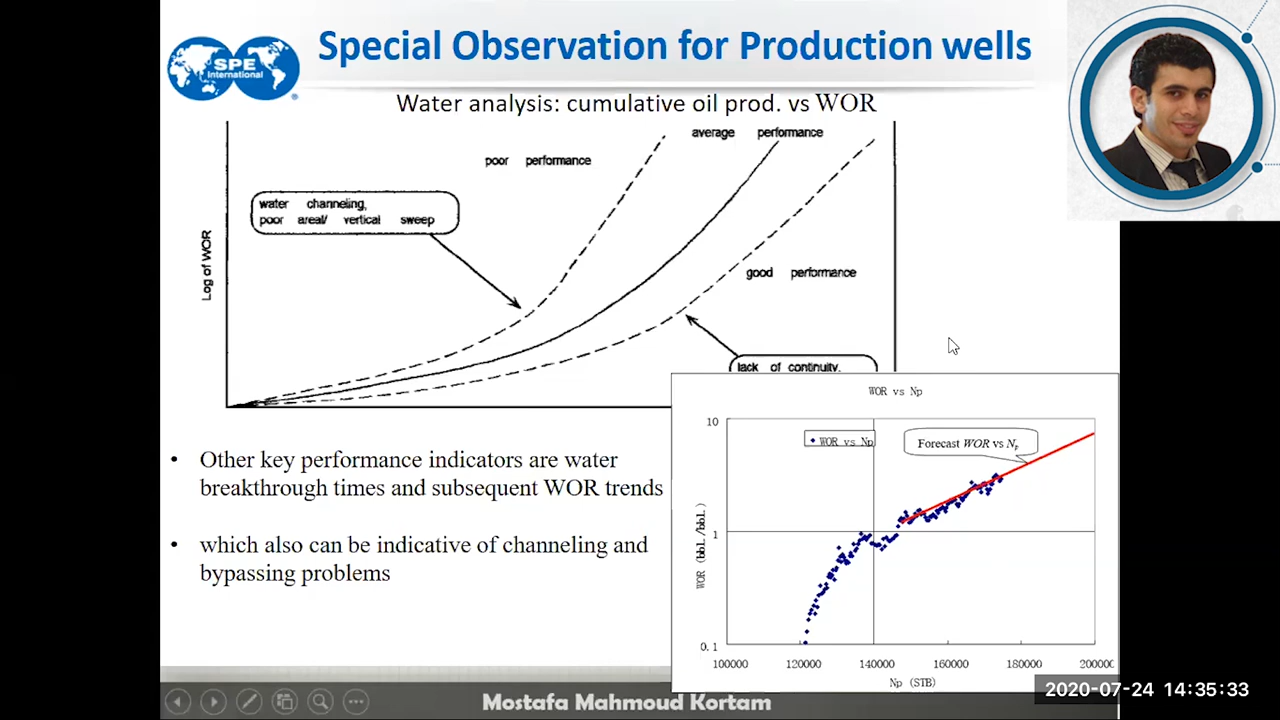 Special Observation for Production wells
SPE
International
Water analysis: cumulative oil prod. vs WOR
average performance
poor performance
water channeling,
poor areal/ vertical sweep
Log of WOR
good performance
lack of continuity,
WOR vs Np
10
WOR vs Np
Forecast WOR vs Np
WOR (bbl./bbl.)
1
0.1
100000 120000 140000 160000 180000 200000
Np (STB)
• Other key performance indicators are water
breakthrough times and subsequent WOR trends
• which also can be indicative of channeling and
bypassing problems
Mostafa Mahmoud Kortam
2020-07-24 14:35:33